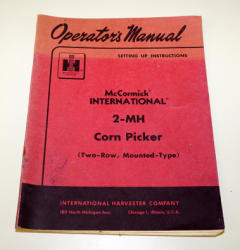 Operator's Manual
SETTING UP INSTRUCTIONS
McCormick
INTERNATIONAL
2-MH
Corn Picker
(Two-Row, Mounted-Type)
INTERNATIONAL HARVESTER COMPANY
180 North Michigan Ave. Chicago 1, Illinois, U.S.A.